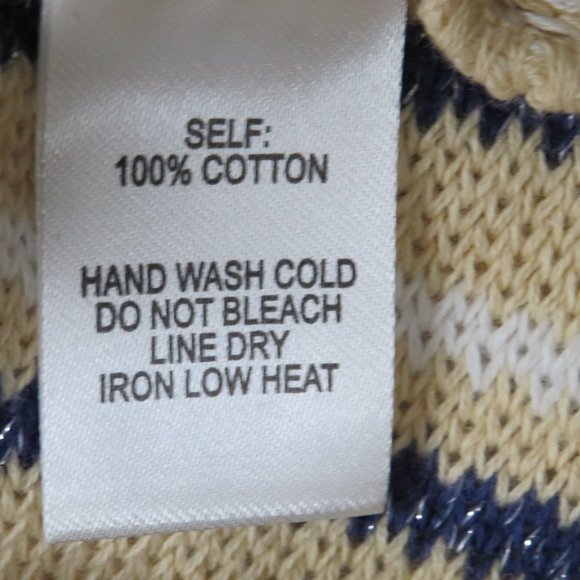 SELF:
100% COTTON
HAND WASH COLD
DO NOT BLEACH
LINE DRY
IRON LOW HEAT